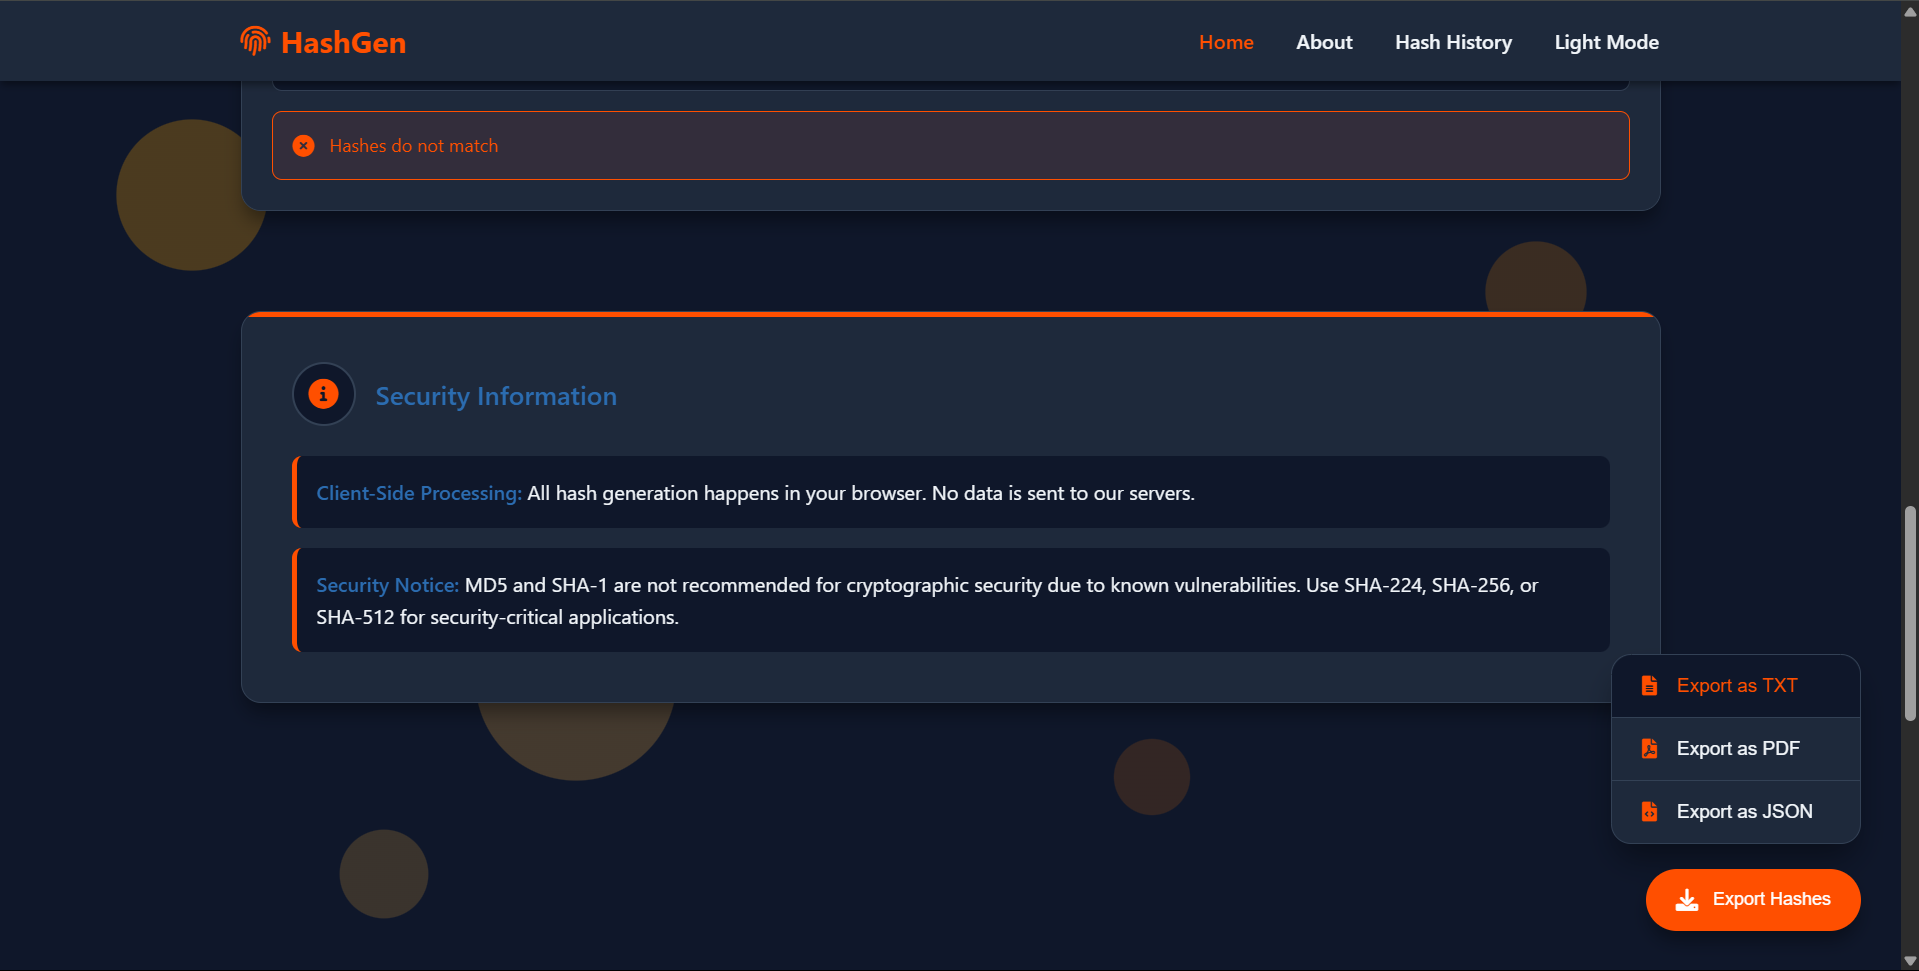 HashGen
Home About Hash History Light Mode
Hashes do not match
Security Information
Client-Side Processing: All hash generation happens in your browser. No data is sent to our servers.
Security Notice: MD5 and SHA-1 are not recommended for cryptographic security due to known vulnerabilities. Use SHA-224, SHA-256, or
SHA-512 for security-critical applications.
Export as TXT
Export as PDF
Export as JSON
Export Hashes